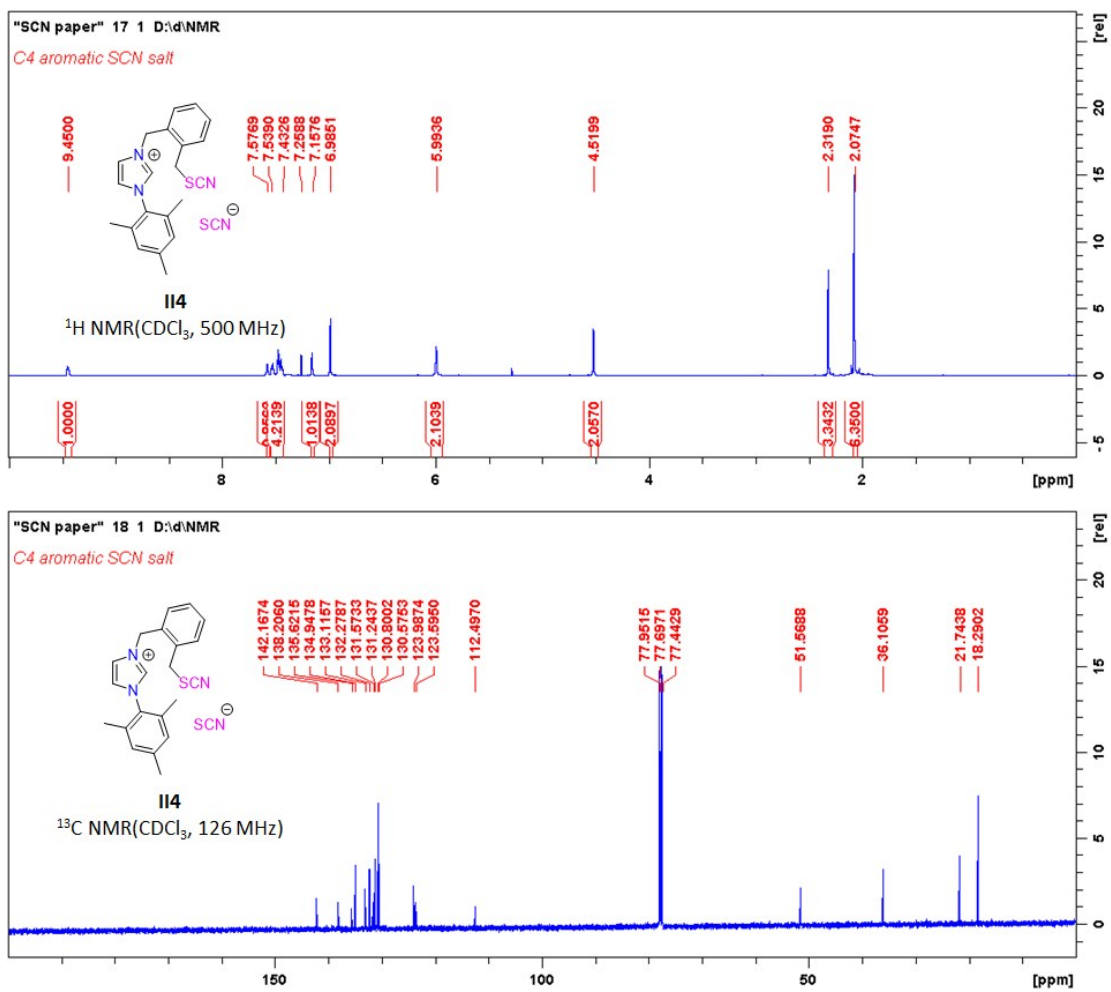 "SCN paper" 17 1 D:\d\NMR
C4 aromatic SCN salt
[rel]
9.4500
7.5769
7.5390
7.4326
7.2588
7.1576
6.9851
5.9936
4.5199
2.3190
2.0747
20
15
10
5
0
-5
N
+
N
SCN
SCN⊖
II4
¹H NMR(CDCl₃, 500 MHz)
1.0000
4.2139
1.0138
2.0897
2.1039
2.0570
3.3432
6.3500
8
6
4
2
[ppm]
"SCN paper" 18 1 D:\d\NMR
C4 aromatic SCN salt
[rel]
142.1674
138.2060
135.6215
134.9478
133.1157
132.2787
131.5733
131.2437
130.8002
130.5753
123.9874
123.5950
112.4970
77.9515
77.6971
77.4429
51.5688
36.1059
21.7438
18.2902
20
15
10
5
0
N
+
N
SCN
SCN⊖
II4
¹³C NMR(CDCl₃, 126 MHz)
150
100
50
[ppm]